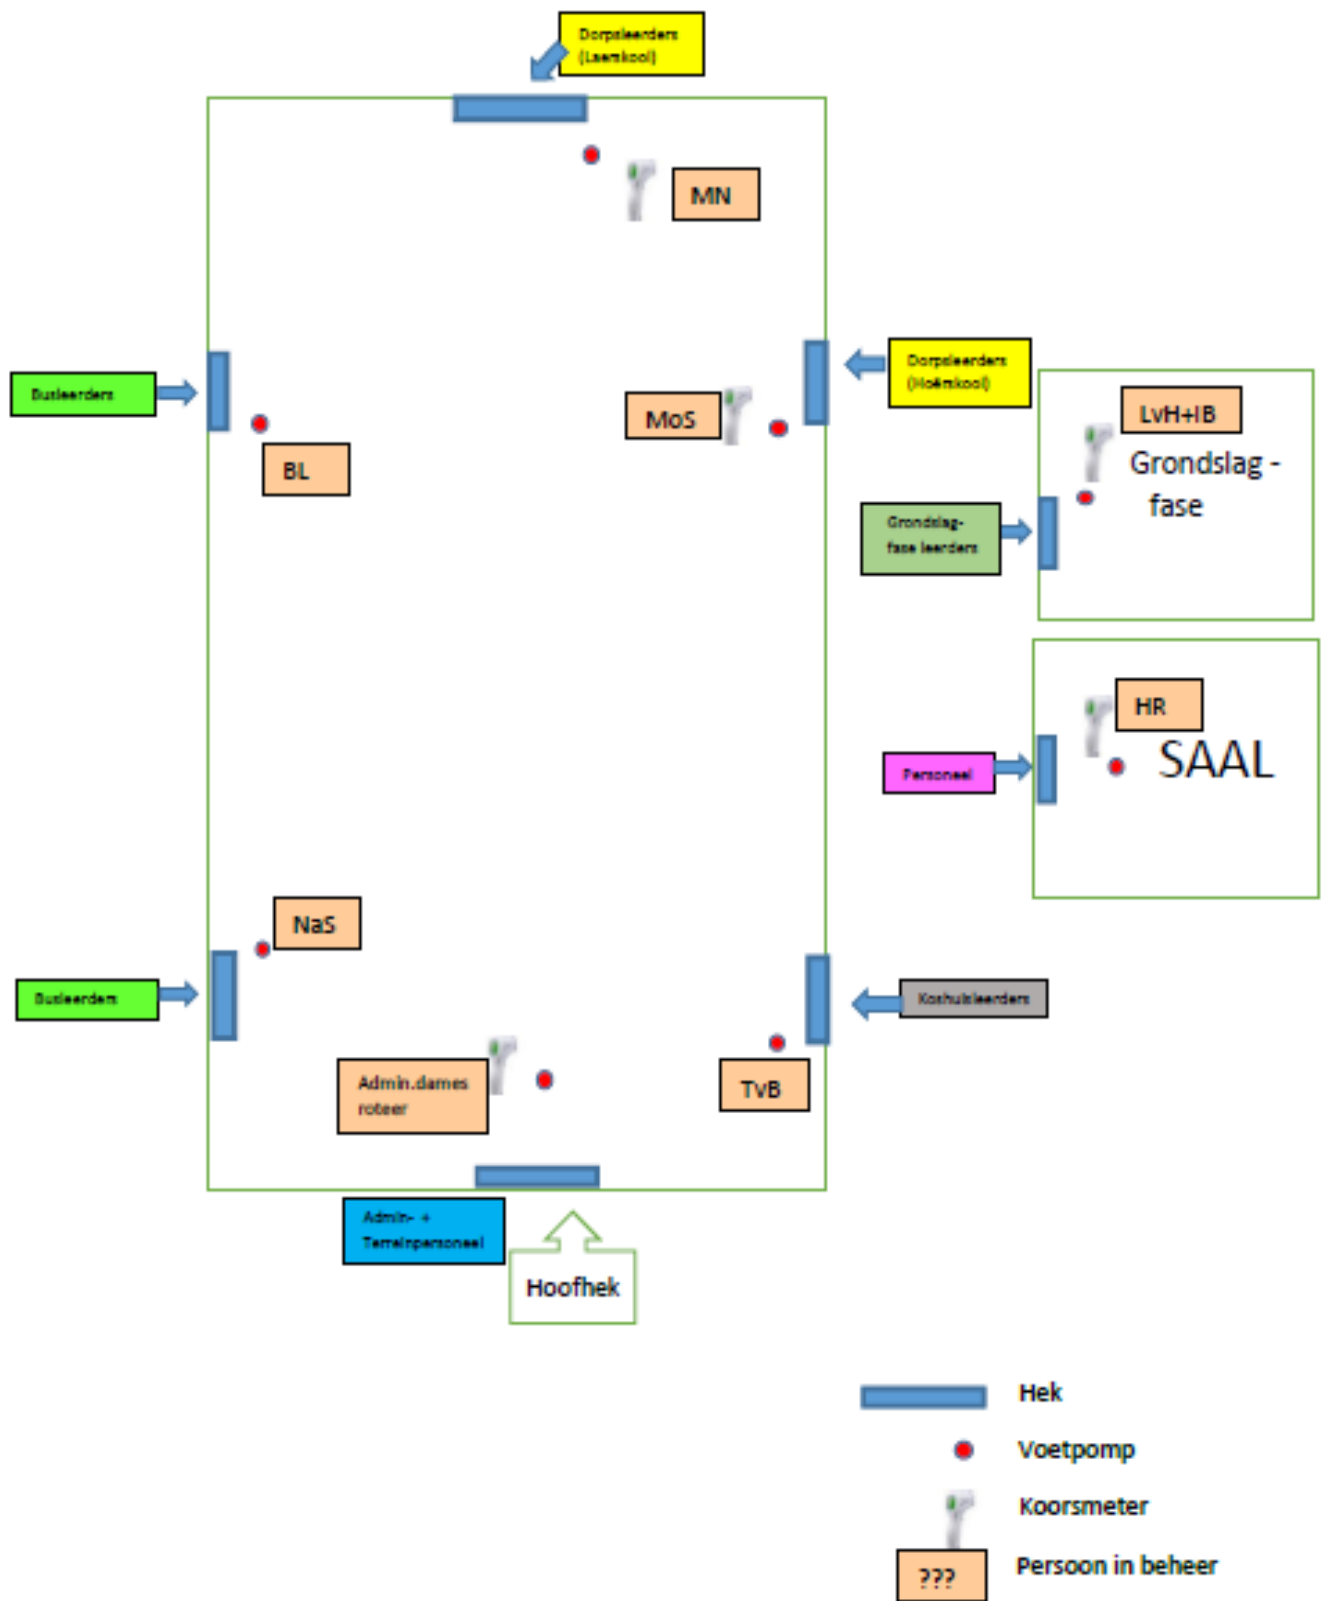 Dorpsleerders
(Laerskool)
MN
Dorpsleerders
(Hoërskool)
Busleerders
MoS
LvH+IB
BL
Grondslag -
fase
Grondslag-
fase leerders
HR
Personeel
SAAL
NaS
Busleerders
Koshuisleerders
Admin.dames
roteer
TvB
Admin- +
Terreinpersoneel
Hoofhek
Hek
Voetpomp
Koorsmeter
???
Persoon in beheer